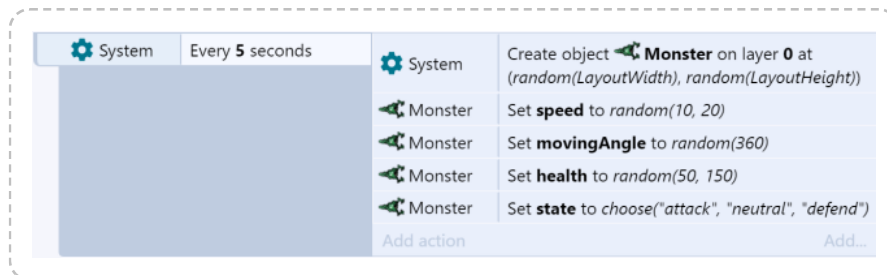 System Every 5 seconds
System Create object Monster on layer 0 at
(random(LayoutWidth), random(LayoutHeight))
Monster Set speed to random(10, 20)
Monster Set movingAngle to random(360)
Monster Set health to random(50, 150)
Monster Set state to choose("attack", "neutral", "defend")
Add action Add...